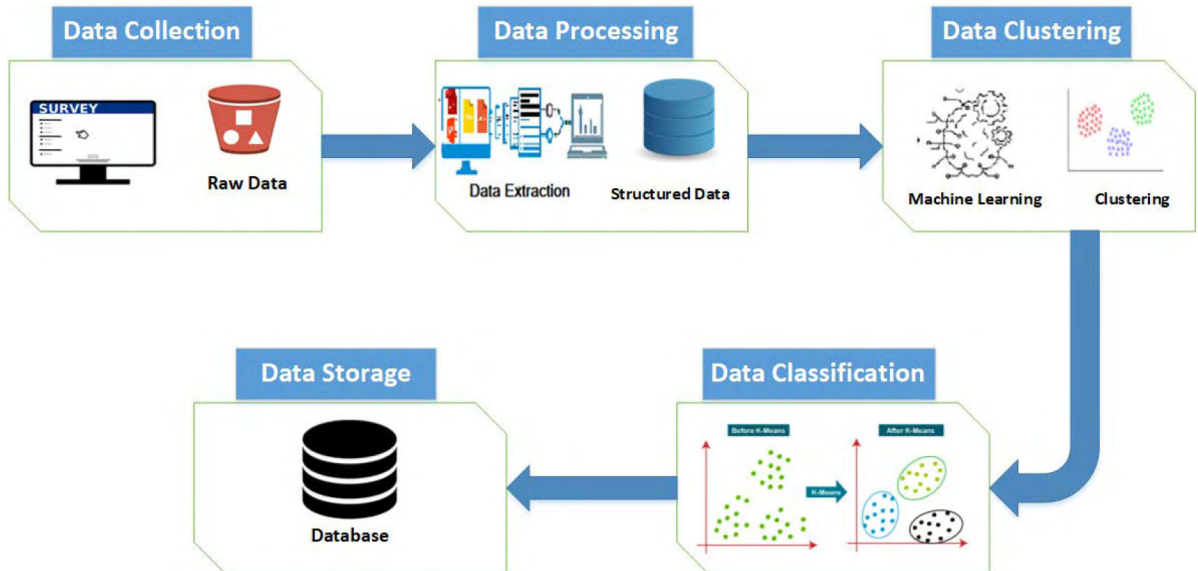 Data Collection
SURVEY
Raw Data
Data Processing
Data Extraction
Structured Data
Data Clustering
Machine Learning
Clustering
Data Classification
Before K-Means
K-Means
After K-Means
Data Storage
Database